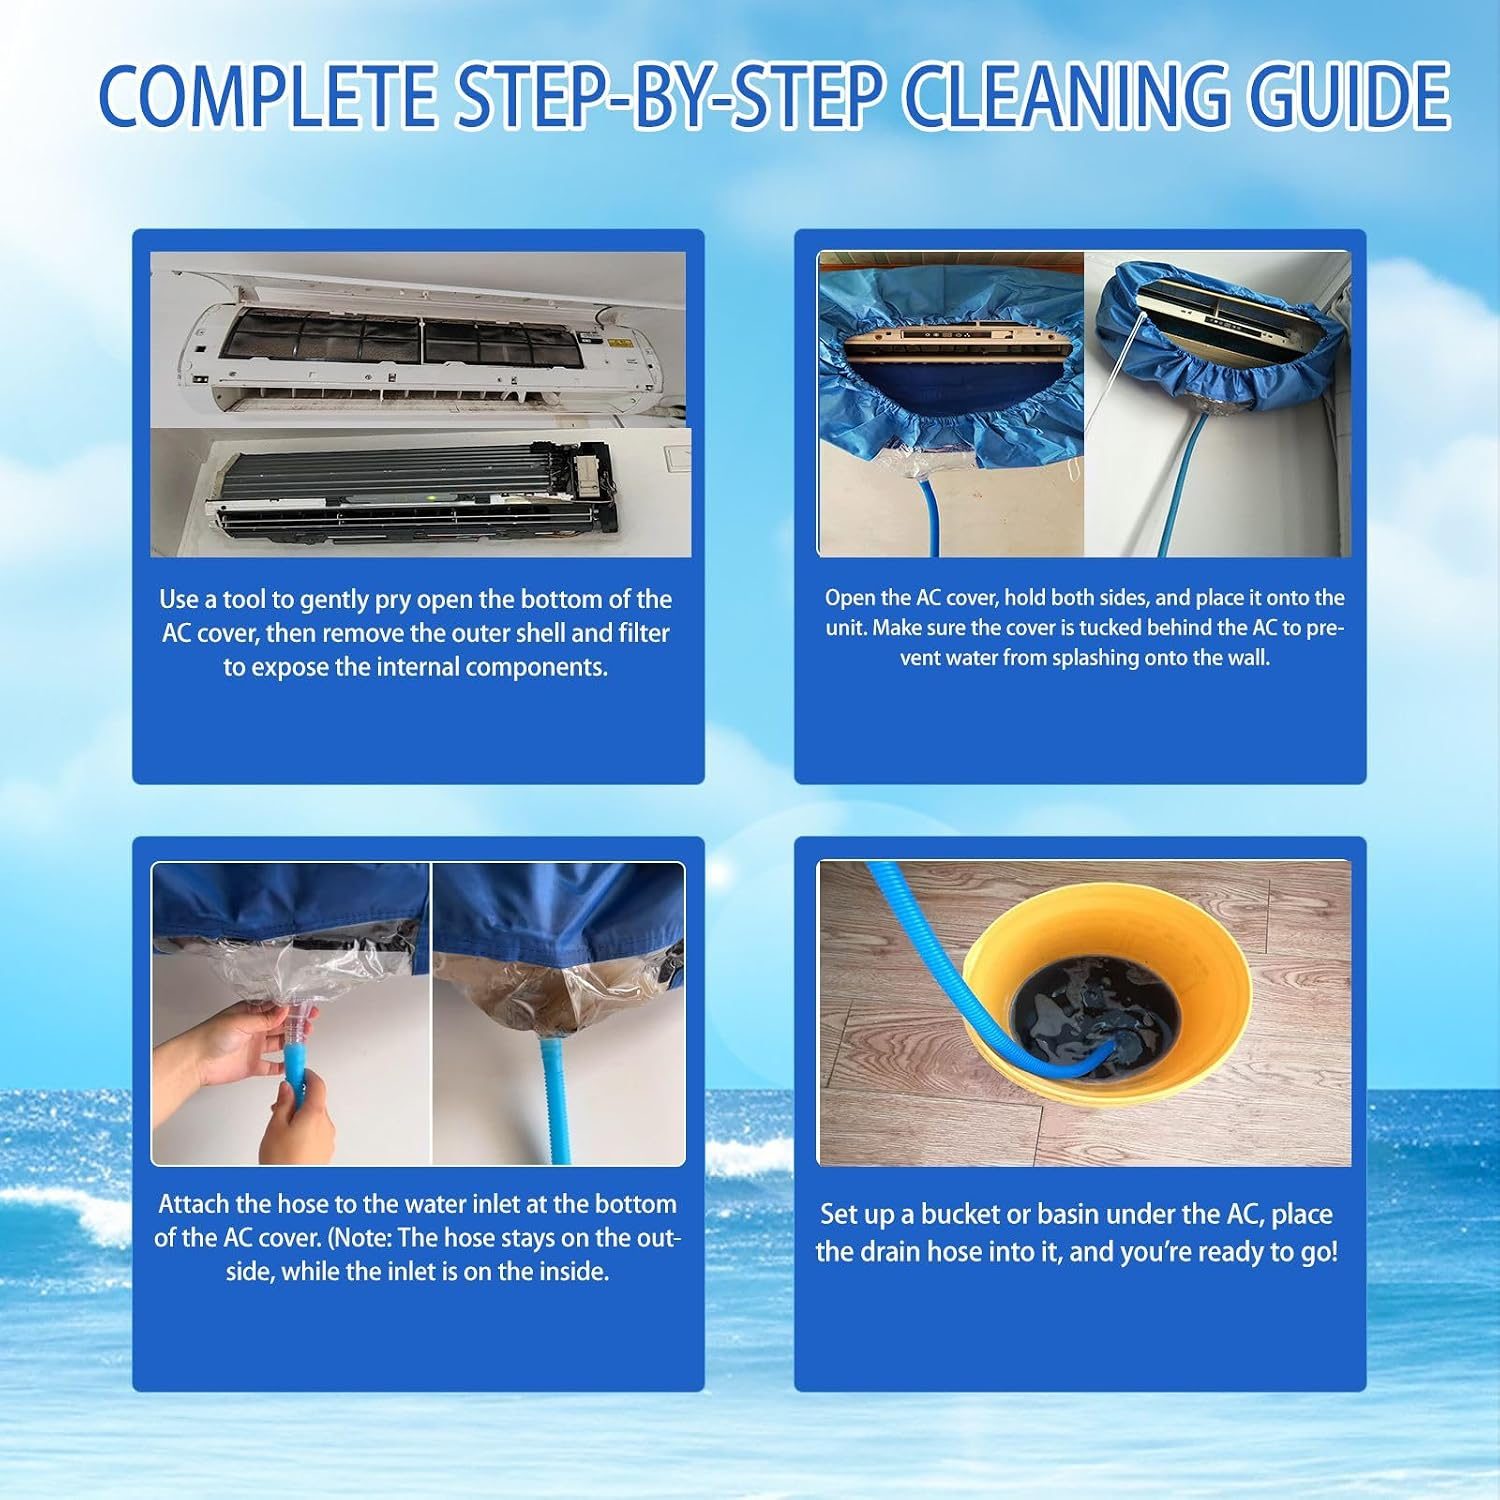 COMPLETE STEP-BY-STEP CLEANING GUIDE
Use a tool to gently pry open the bottom of the
AC cover, then remove the outer shell and filter
to expose the internal components.
Open the AC cover, hold both sides, and place it onto the
unit. Make sure the cover is tucked behind the AC to pre-
vent water from splashing onto the wall.
Attach the hose to the water inlet at the bottom
of the AC cover. (Note: The hose stays on the out-
side, while the inlet is on the inside.
Set up a bucket or basin under the AC, place
the drain hose into it, and you’re ready to go!